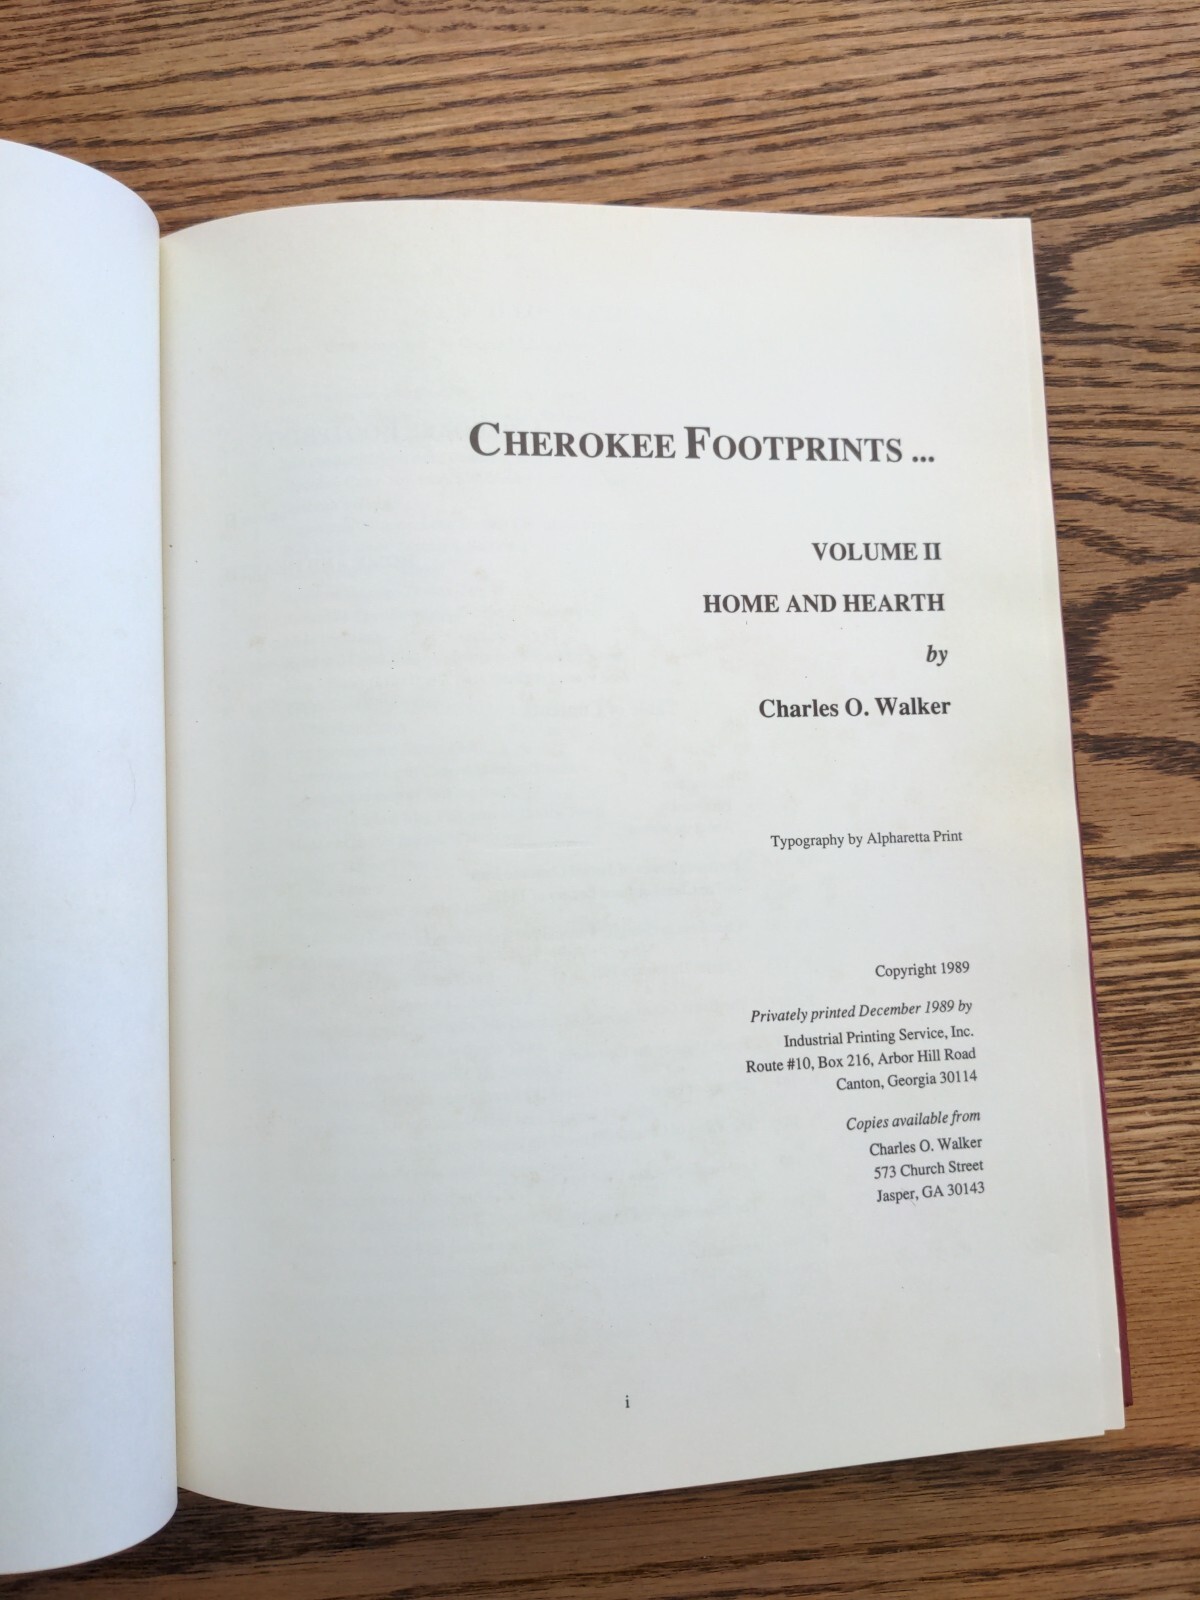 CHEROKEE FOOTPRINTS ...
VOLUME II
HOME AND HEARTH
by
Charles O. Walker
Typography by Alpharetta Print
Copyright 1989
Privately printed December 1989 by
Industrial Printing Service, Inc.
Route #10, Box 216, Arbor Hill Road
Canton, Georgia 30114
Copies available from
Charles O. Walker
573 Church Street
Jasper, GA 30143
i